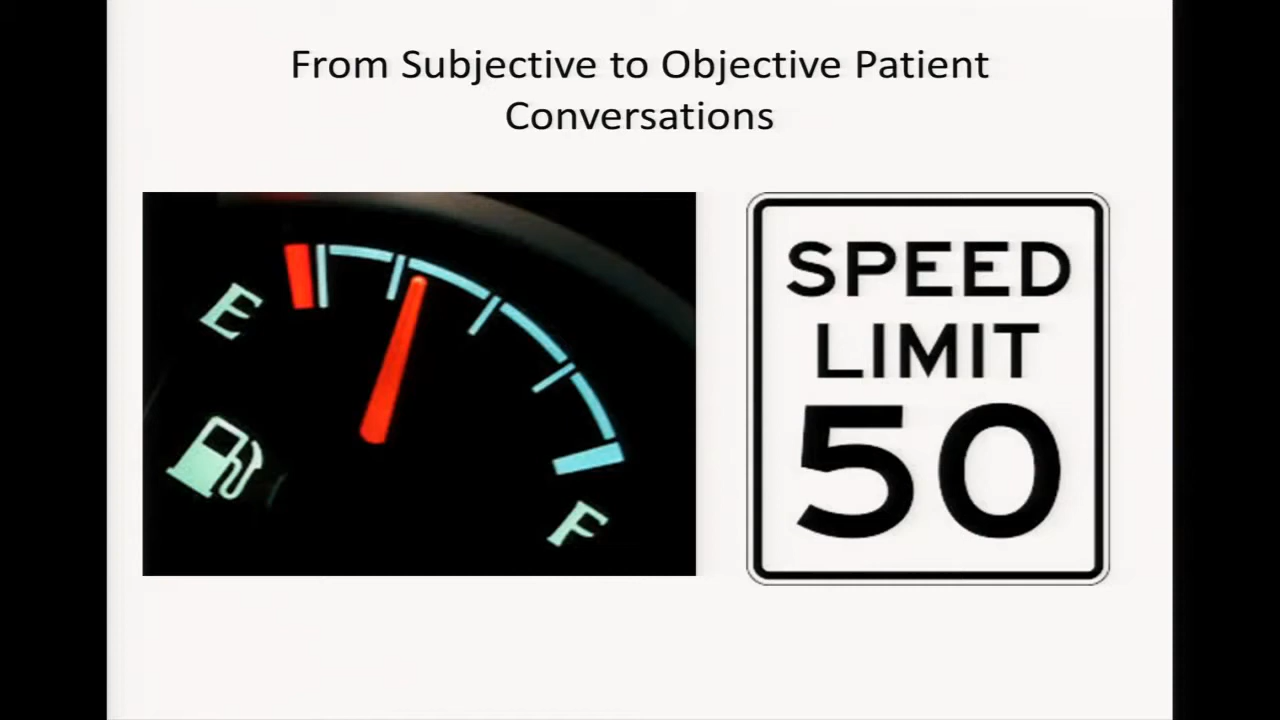 From Subjective to Objective Patient
Conversations
E
F
SPEED
LIMIT
50